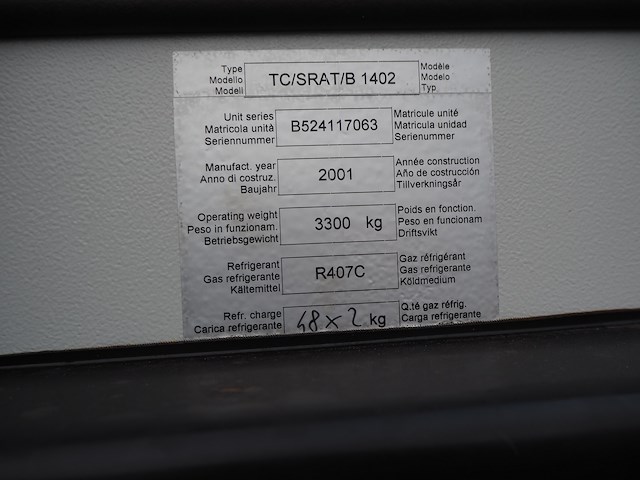 Type
Modello
Modell
TC/SRAT/B 1402
Modèle
Modelo
Typ
Unit series
Matricola unità
Seriennummer
B524117063
Matricule unité
Matricula unidad
Serienummer
Manufact. year
Anno di costruz.
Baujahr
2001
Année construction
Año de costrucción
Tillverkningsår
Operating weight
Peso in funzionam.
Betriebsgewicht
3300 kg
Poids en fonction.
Peso en funcionam
Driftsvikt
Refrigerant
Gas refrigerante
Kältemittel
R407C
Gaz réfrigérant
Gas refrigerante
Köldmedium
Refr. charge
Carica refrigerante
48 x 2 kg
Q.té gaz réfrig.
Carga refrigerante